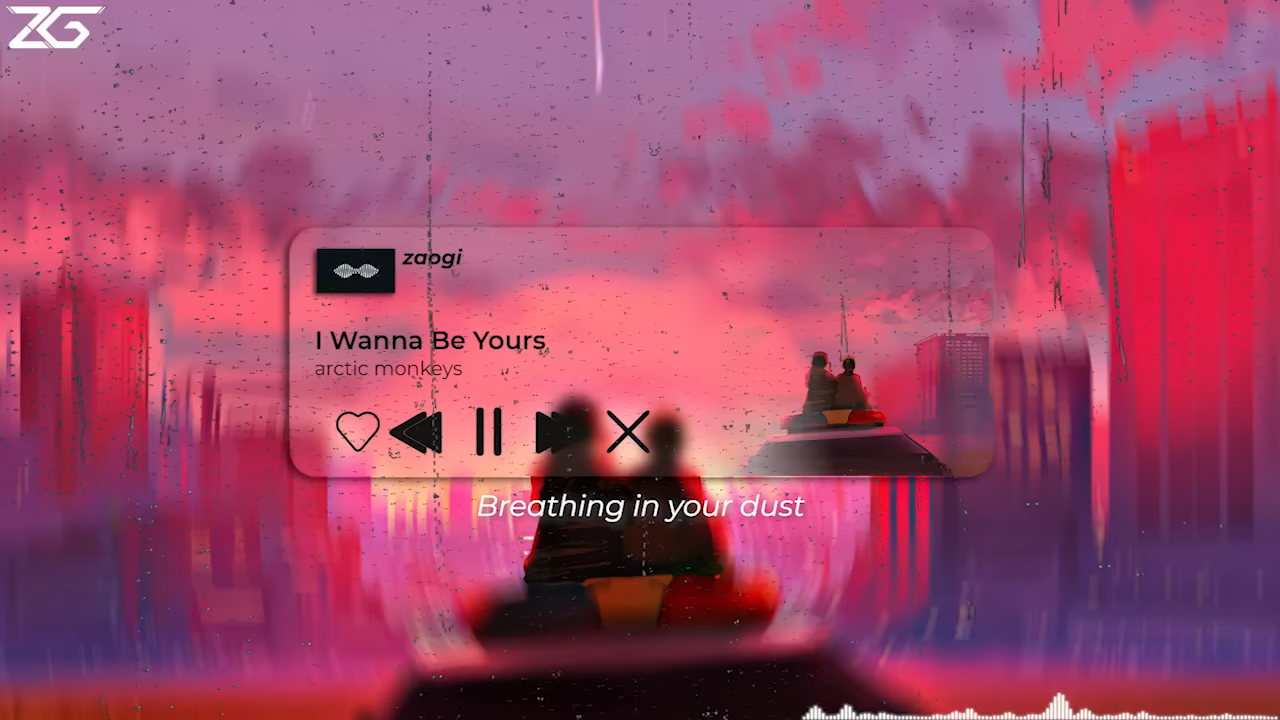 ZG
zaogi
I Wanna Be Yours
arctic monkeys
Breathing in your dust